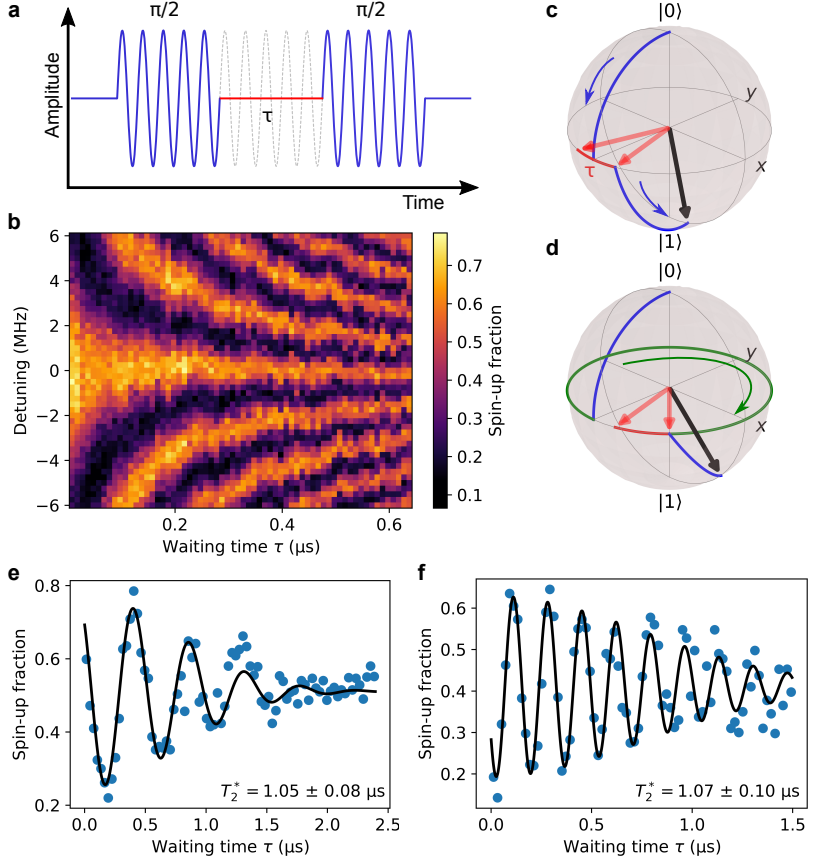 a
π/2
π/2
Amplitude
τ
Time
b
6
4
2
0
−2
−4
−6
Detuning (MHz)
0.2
0.4
0.6
Waiting time τ (μs)
0.7
0.6
0.5
0.4
0.3
0.2
0.1
Spin-up fraction
c
|0⟩
y
x
τ
|1⟩
d
|0⟩
y
x
|1⟩
e
0.8
0.6
0.4
0.2
Spin-up fraction
T₂* = 1.05 ± 0.08 μs
0.0
0.5
1.0
1.5
2.0
2.5
Waiting time τ (μs)
f
0.6
0.5
0.4
0.3
0.2
Spin-up fraction
T₂* = 1.07 ± 0.10 μs
0.0
0.5
1.0
1.5
Waiting time τ (μs)